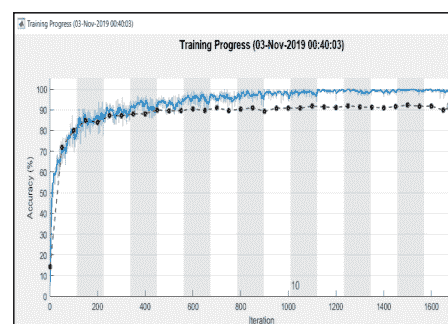 Training Progress (03-Nov-2019 00:40:03)
Training Progress (03-Nov-2019 00:40:03)
100
90
80
70
60
50
40
30
20
10
0
Accuracy (%)
10
0 200 400 600 800 1000 1200 1400 1600
Iteration